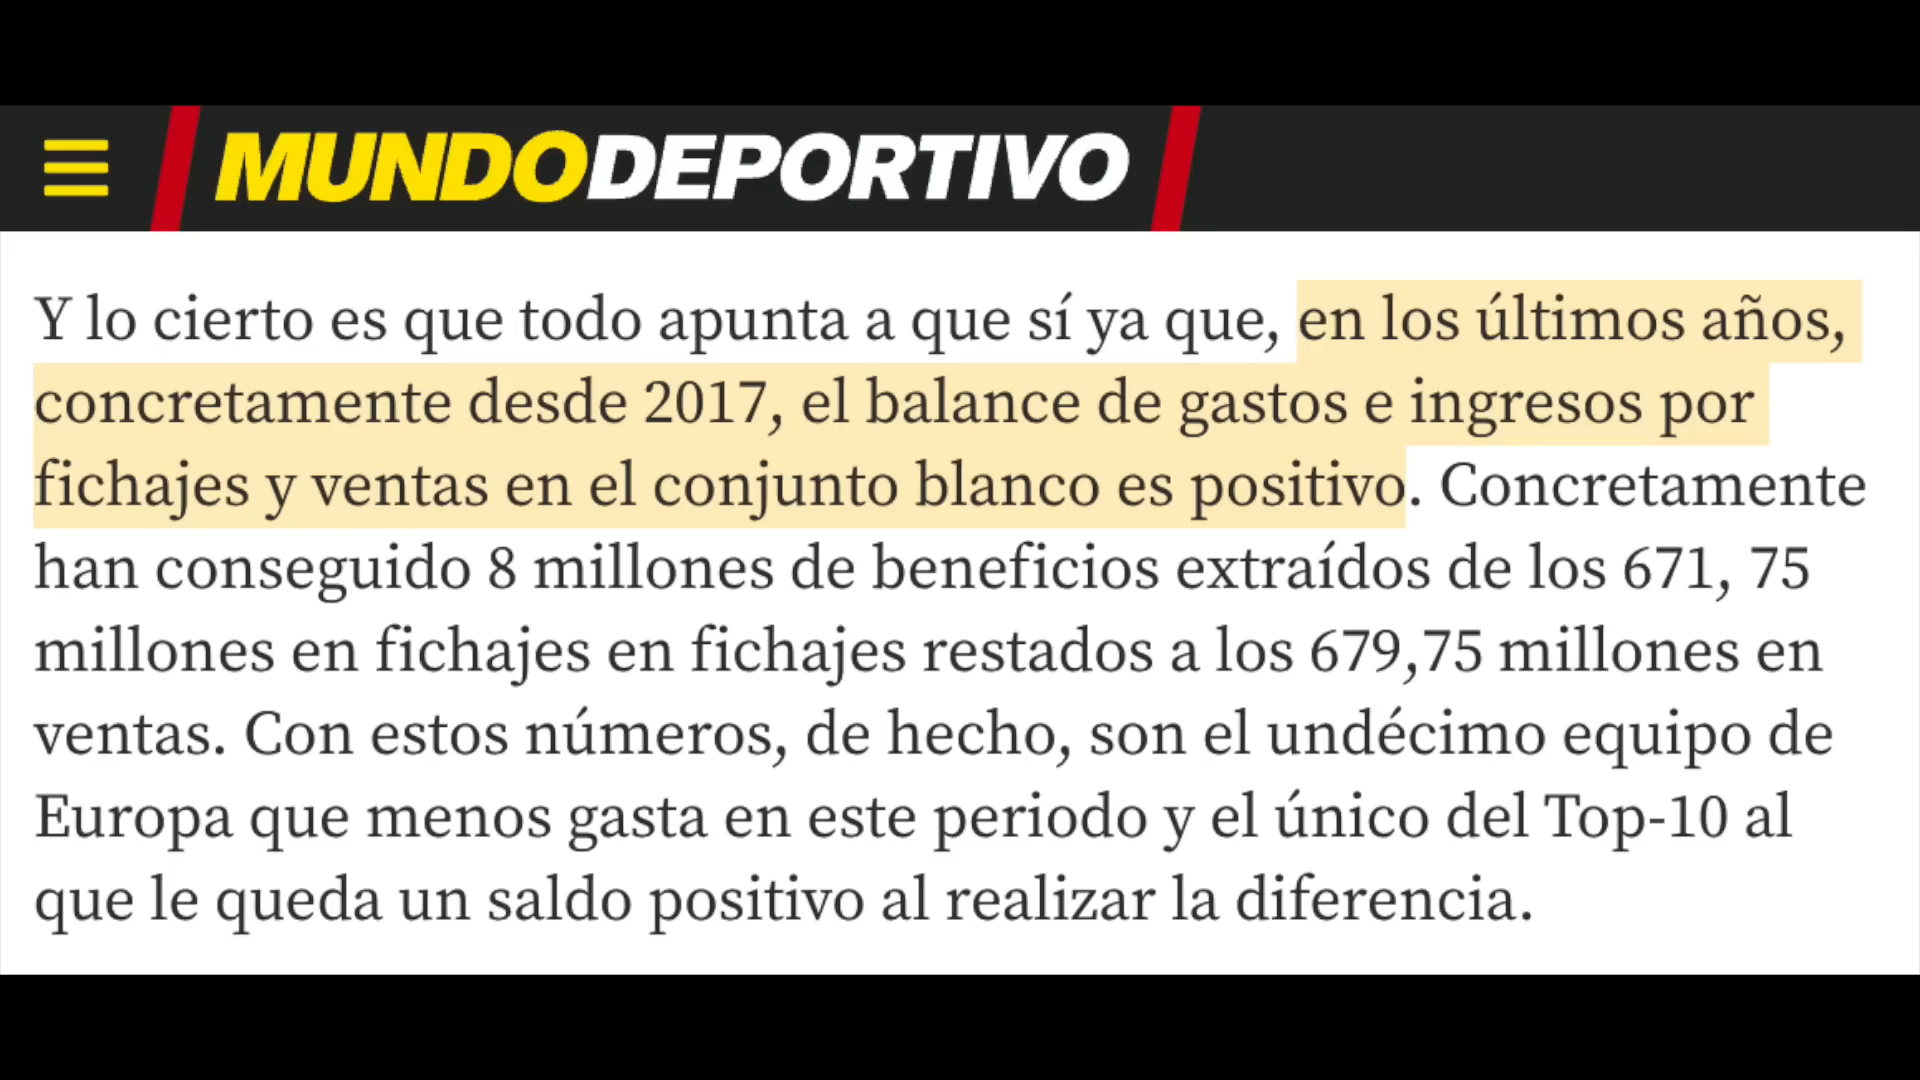 MUNDODEPORTIVO
Y lo cierto es que todo apunta a que sí ya que, en los últimos años,
concretamente desde 2017, el balance de gastos e ingresos por
fichajes y ventas en el conjunto blanco es positivo. Concretamente
han conseguido 8 millones de beneficios extraídos de los 671, 75
millones en fichajes en fichajes restados a los 679,75 millones en
ventas. Con estos números, de hecho, son el undécimo equipo de
Europa que menos gasta en este periodo y el único del Top-10 al
que le queda un saldo positivo al realizar la diferencia.